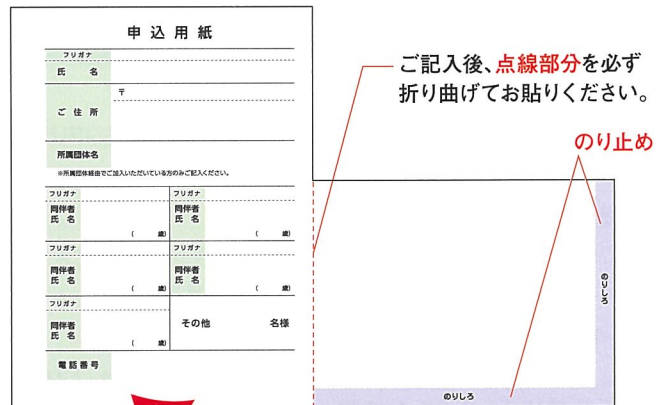 申込用紙
フリガナ
氏 名
〒
ご住所
所属団体名
※所属団体経由でご加入いただいている方のみご記入ください。
フリガナ フリガナ
同伴者 同伴者
氏 名 氏 名
( 歳) ( 歳)
フリガナ フリガナ
同伴者 同伴者
氏 名 氏 名
( 歳) ( 歳)
フリガナ
同伴者 その他 名様
氏 名
( 歳)
電話番号
ご記入後、点線部分を必ず
折り曲げてお貼りください。
のり止め
のりしろ
のりしろ